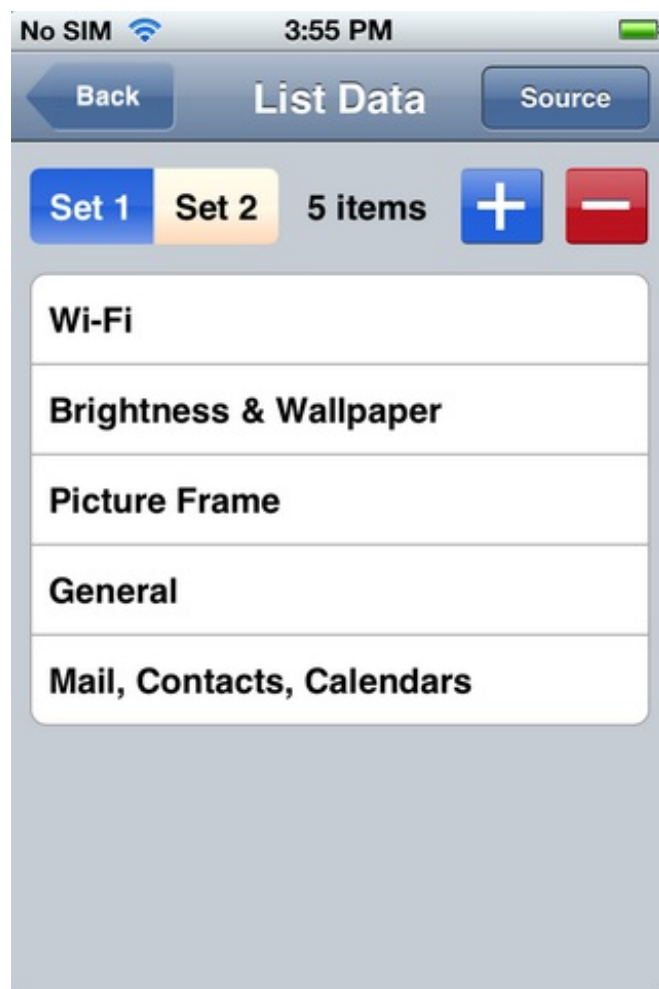 No SIM 3:55 PM
Back List Data Source
Set 1 Set 2 5 items + −
Wi-Fi
Brightness & Wallpaper
Picture Frame
General
Mail, Contacts, Calendars